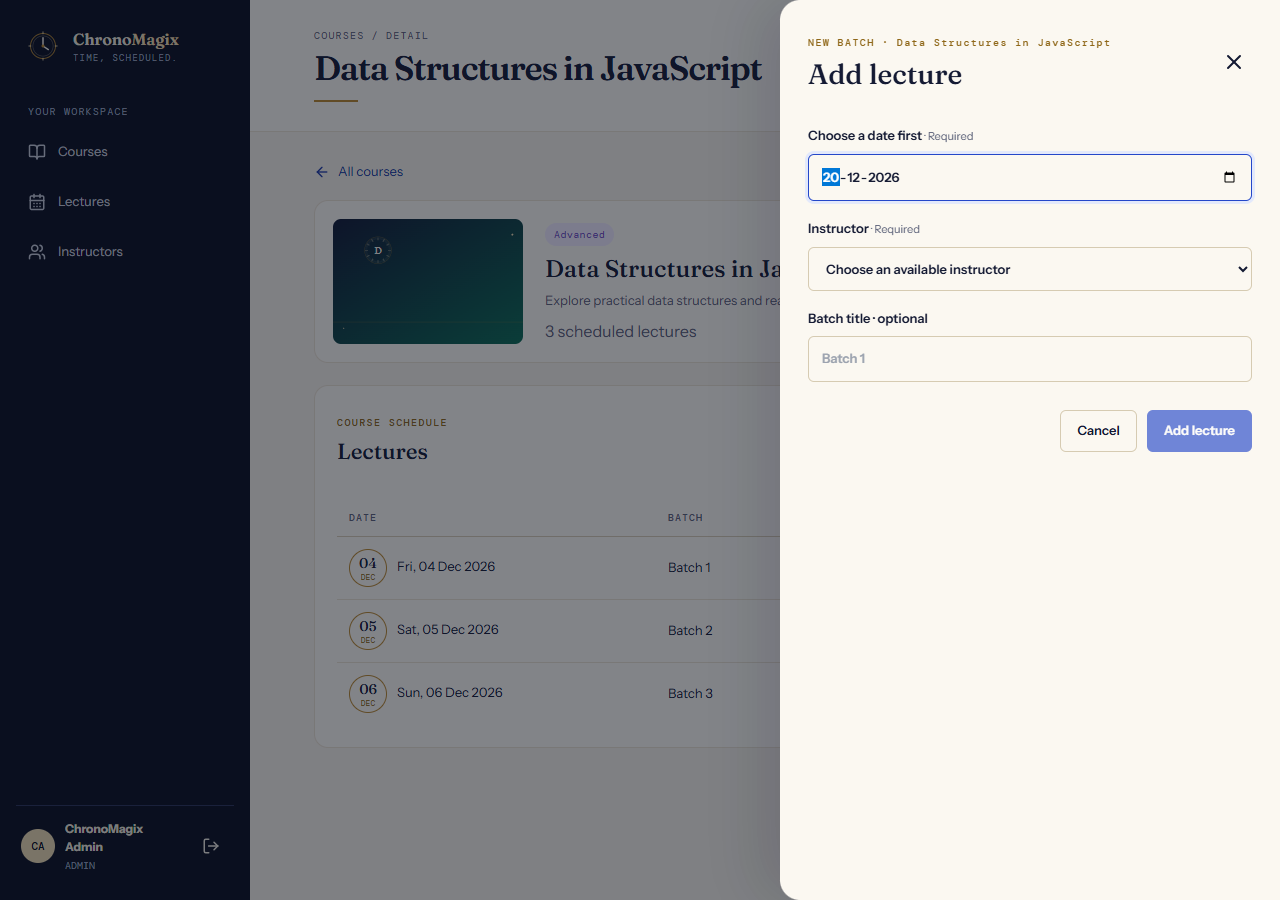 ChronoMagix
TIME, SCHEDULED.
YOUR WORKSPACE
Courses
Lectures
Instructors
CA
ChronoMagix
Admin
ADMIN
COURSES / DETAIL
Data Structures in JavaScript
All courses
D
Advanced
Data Structures in Ja
Explore practical data structures and rea
3 scheduled lectures
COURSE SCHEDULE
Lectures
DATE BATCH
04 DEC Fri, 04 Dec 2026 Batch 1
05 DEC Sat, 05 Dec 2026 Batch 2
06 DEC Sun, 06 Dec 2026 Batch 3
NEW BATCH · Data Structures in JavaScript
Add lecture
Choose a date first · Required
20-12-2026
Instructor · Required
Choose an available instructor
Batch title · optional
Batch 1
Cancel Add lecture